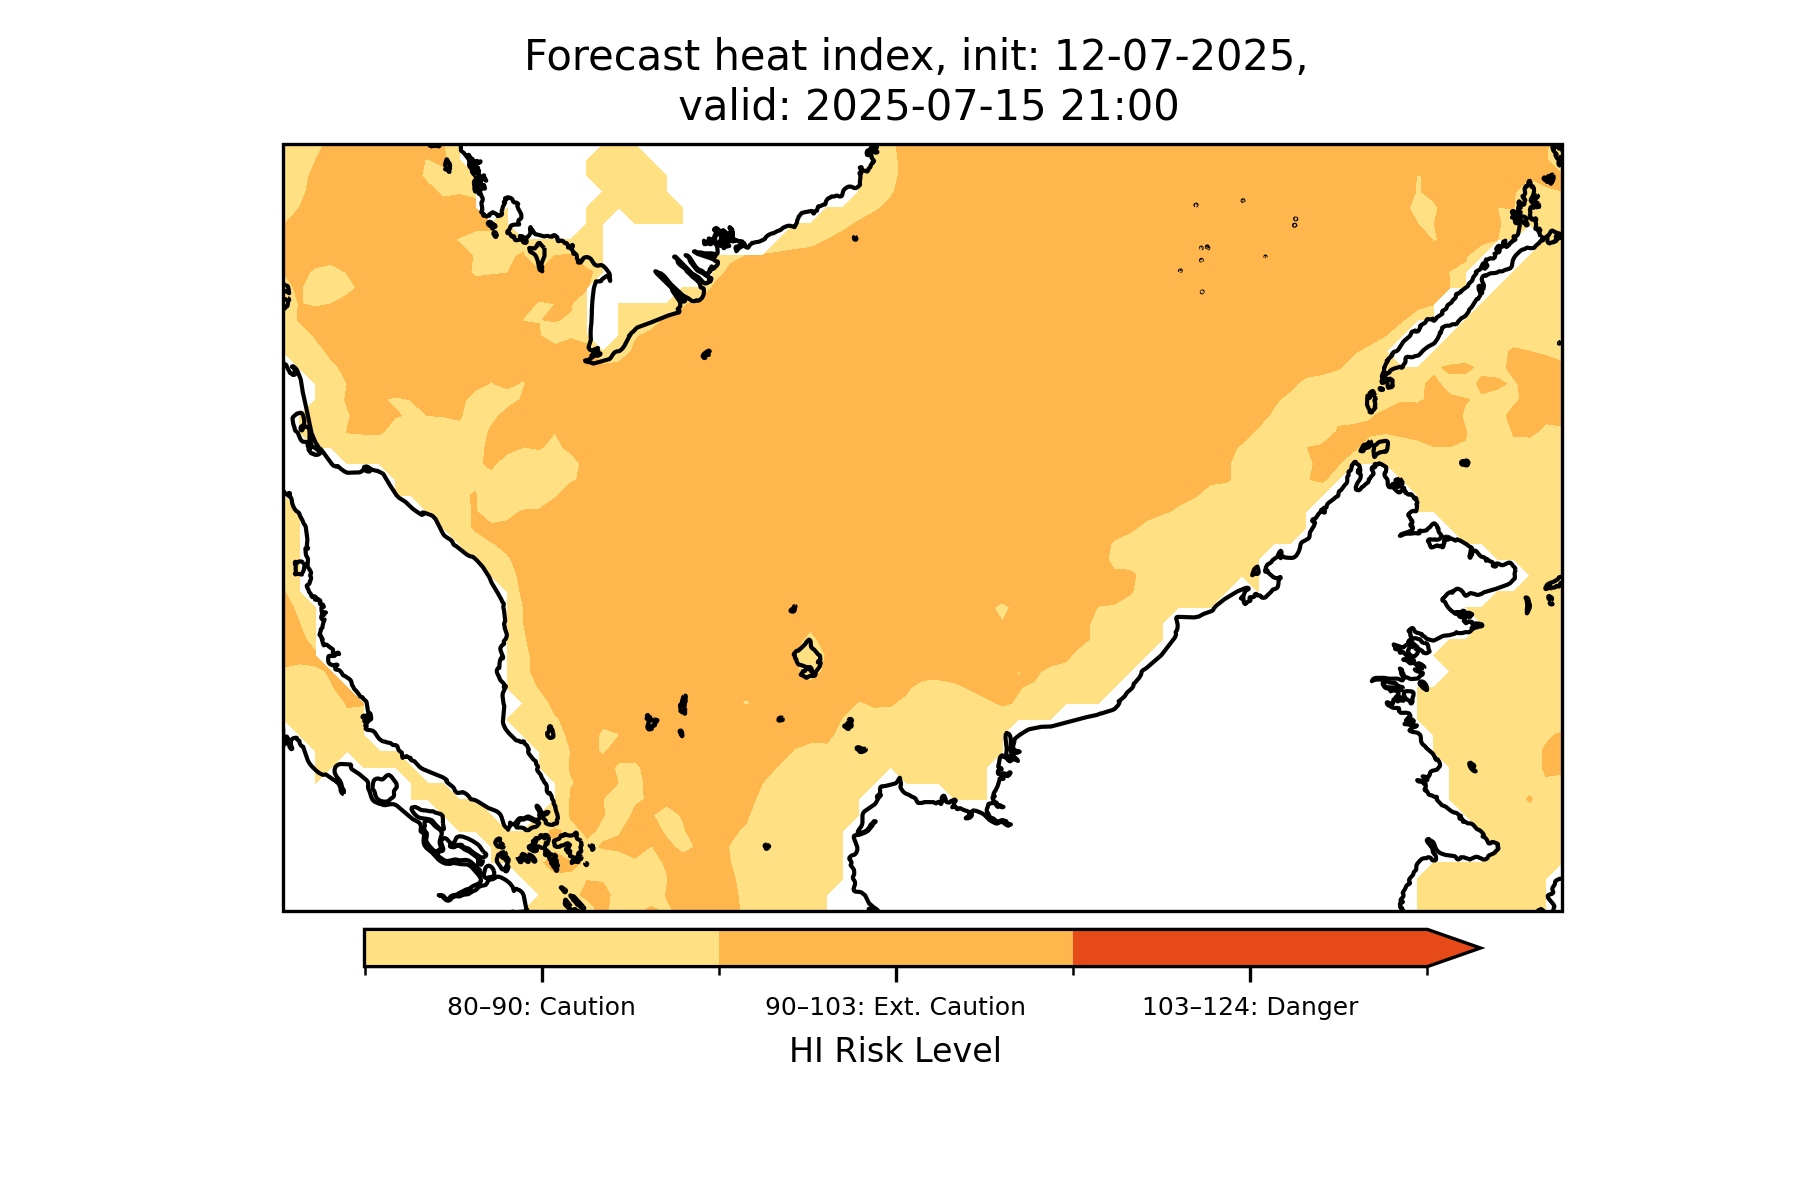 Forecast heat index, init: 12-07-2025,
valid: 2025-07-15 21:00
80–90: Caution
90–103: Ext. Caution
103–124: Danger
HI Risk Level